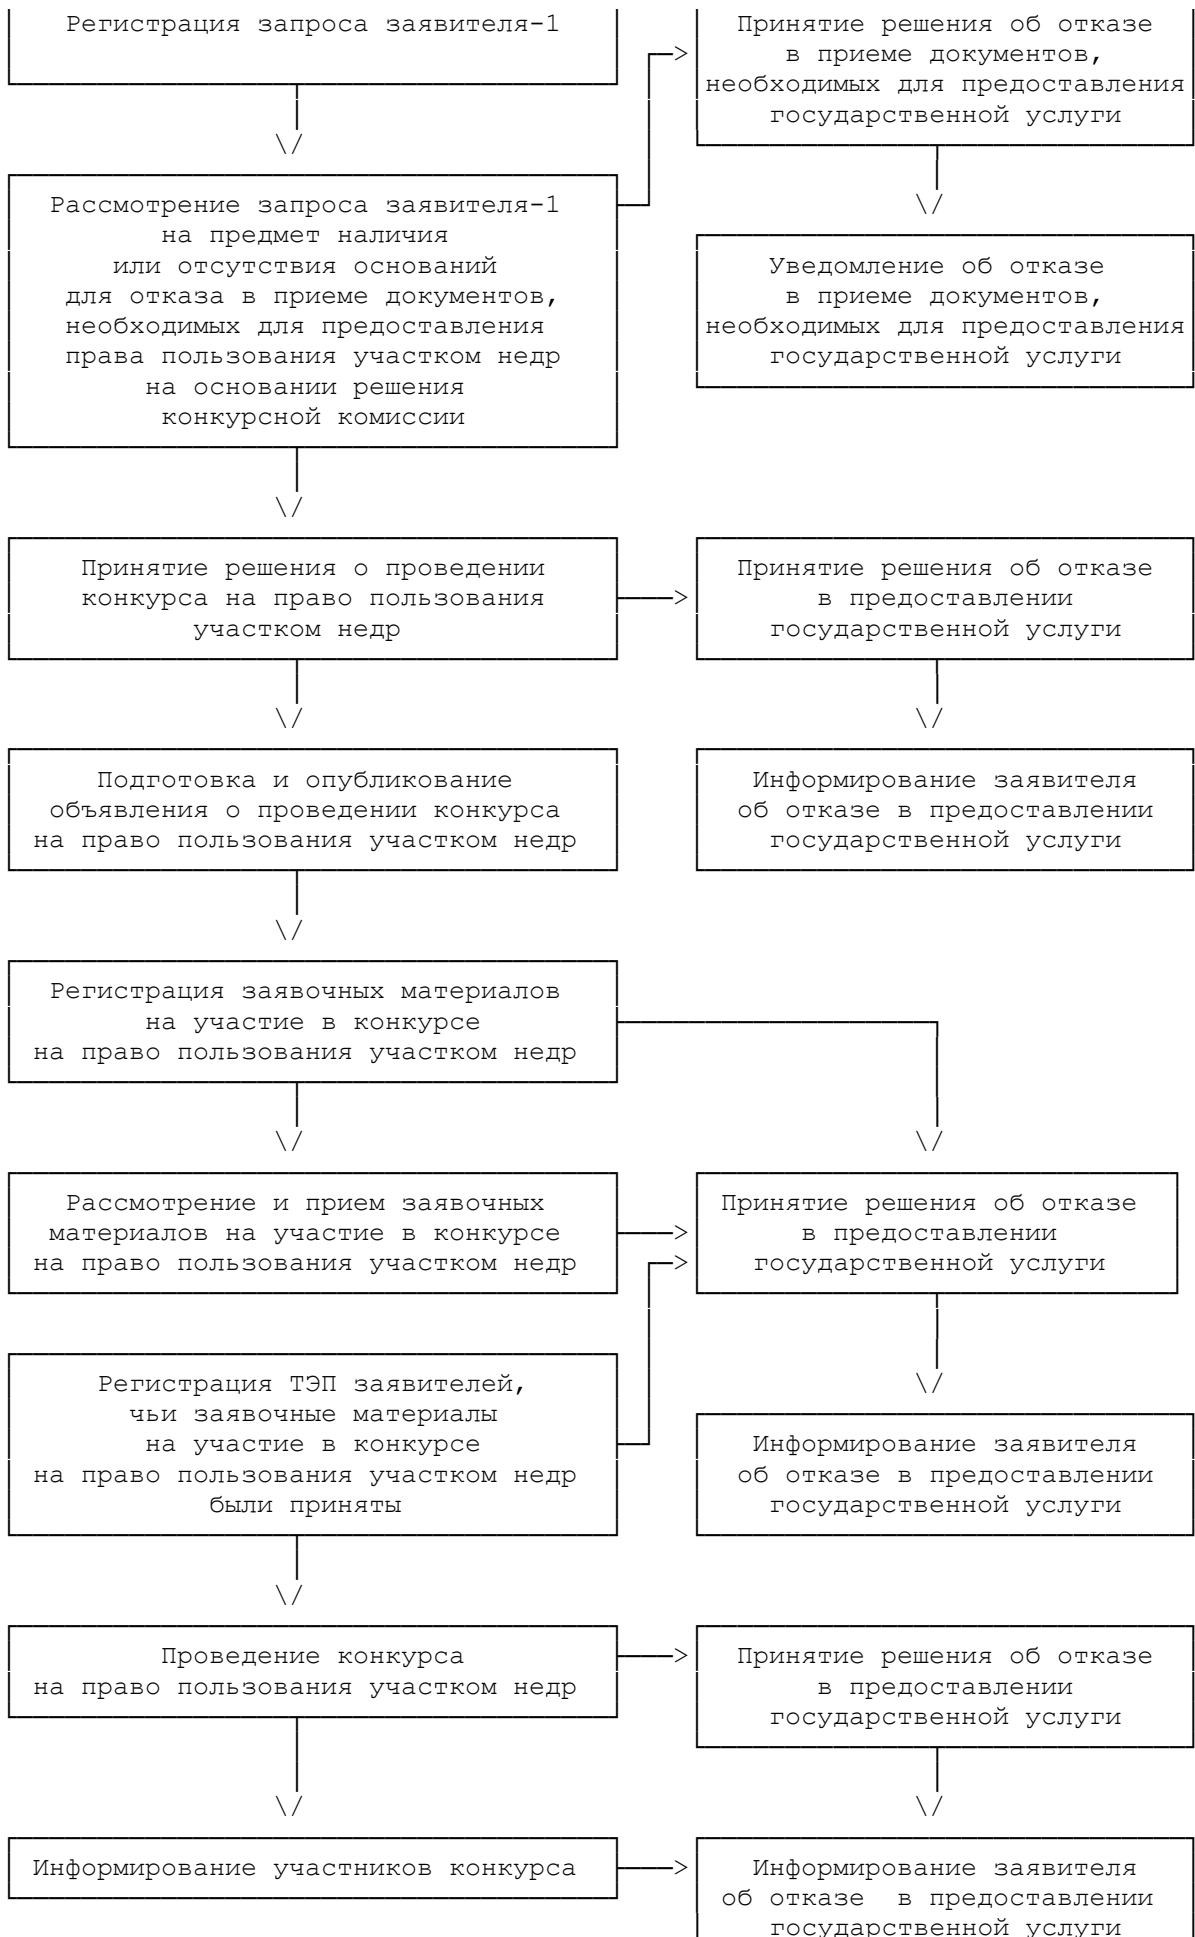 Регистрация запроса заявителя-1
Принятие решения об отказе
в приеме документов,
необходимых для предоставления
государственной услуги
Рассмотрение запроса заявителя-1
на предмет наличия
или отсутствия оснований
для отказа в приеме документов,
необходимых для предоставления
права пользования участком недр
на основании решения
конкурсной комиссии
Уведомление об отказе
в приеме документов,
необходимых для предоставления
государственной услуги
Принятие решения о проведении
конкурса на право пользования
участком недр
Принятие решения об отказе
в предоставлении
государственной услуги
Подготовка и опубликование
объявления о проведении конкурса
на право пользования участком недр
Информирование заявителя
об отказе в предоставлении
государственной услуги
Регистрация заявочных материалов
на участие в конкурсе
на право пользования участком недр
Рассмотрение и прием заявочных
материалов на участие в конкурсе
на право пользования участком недр
Принятие решения об отказе
в предоставлении
государственной услуги
Регистрация ТЭП заявителей,
чьи заявочные материалы
на участие в конкурсе
на право пользования участком недр
были приняты
Информирование заявителя
об отказе в предоставлении
государственной услуги
Проведение конкурса
на право пользования участком недр
Принятие решения об отказе
в предоставлении
государственной услуги
Информирование участников конкурса
Информирование заявителя
об отказе в предоставлении
государственной услуги